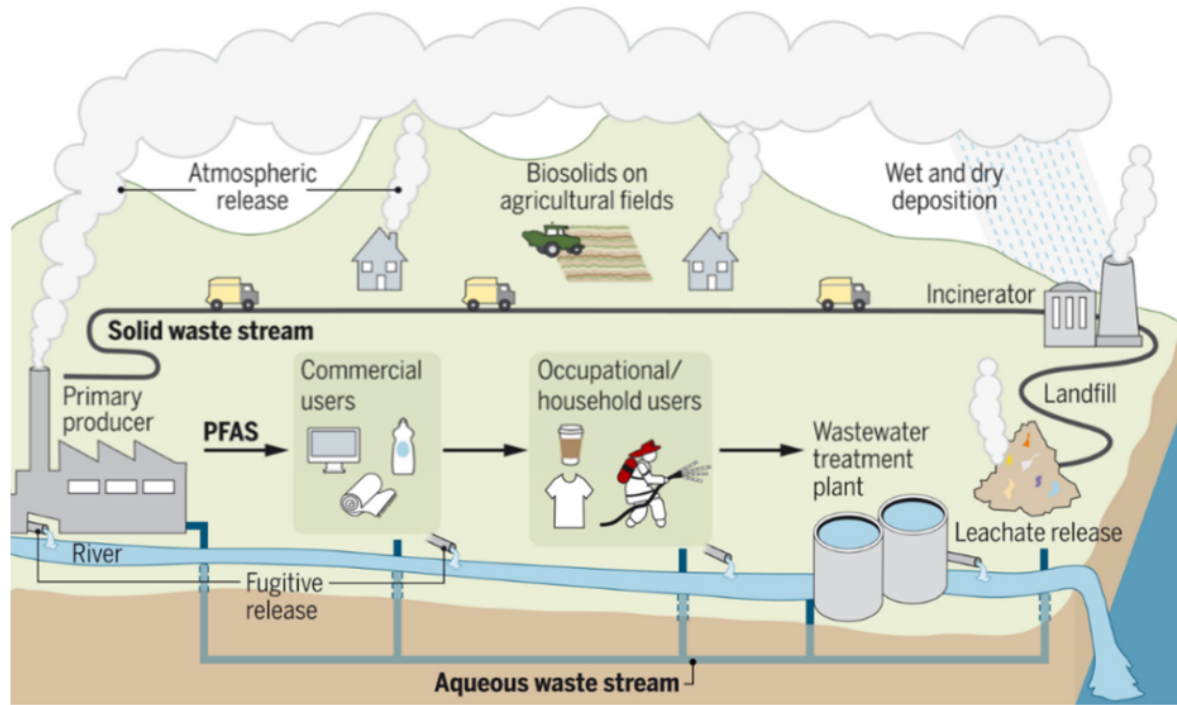 Atmospheric
release
Biosolids on
agricultural fields
Wet and dry
deposition
Incinerator
Solid waste stream
Primary
producer
PFAS
Commercial
users
Occupational/
household users
Wastewater
treatment
plant
Landfill
Leachate release
River
Fugitive
release
Aqueous waste stream